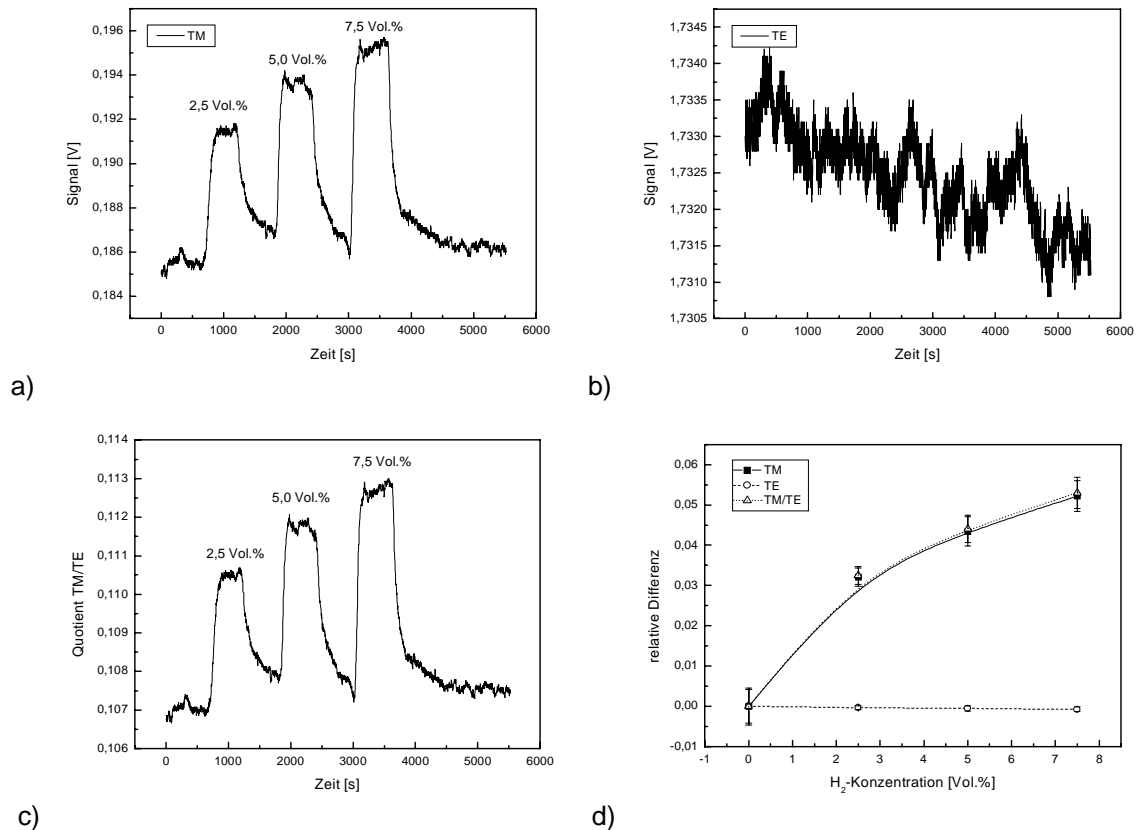 TM
2,5 Vol.%
5,0 Vol.%
7,5 Vol.%
0,196
0,194
0,192
0,190
0,188
0,186
0,184
Signal [V]
0
1000
2000
3000
4000
5000
6000
Zeit [s]
a)
TE
1,7345
1,7340
1,7335
1,7330
1,7325
1,7320
1,7315
1,7310
1,7305
Signal [V]
0
1000
2000
3000
4000
5000
6000
Zeit [s]
b)
2,5 Vol.%
5,0 Vol.%
7,5 Vol.%
0,114
0,113
0,112
0,111
0,110
0,109
0,108
0,107
0,106
Quotient TM/TE
0
1000
2000
3000
4000
5000
6000
Zeit [s]
c)
TM
TE
TM/TE
0,06
0,05
0,04
0,03
0,02
0,01
0,00
-0,01
relative Differenz
-1
0
1
2
3
4
5
6
7
8
H₂-Konzentration [Vol.%]
d)